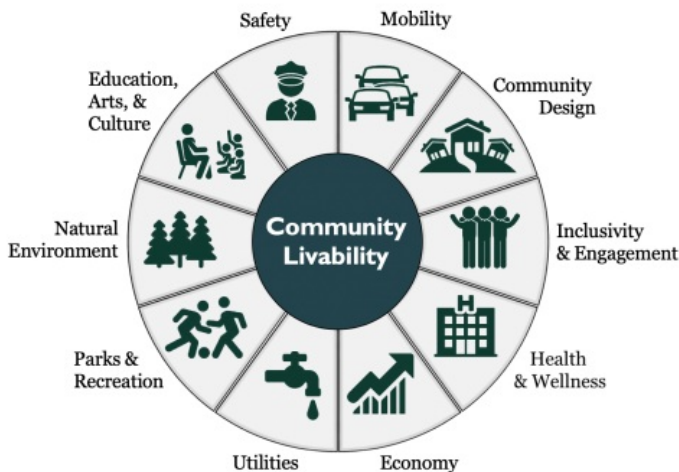 Safety
Mobility
Education,
Arts, &
Culture
Community
Design
Natural
Environment
Community
Livability
Inclusivity
& Engagement
Parks &
Recreation
H
Health
& Wellness
Utilities
Economy